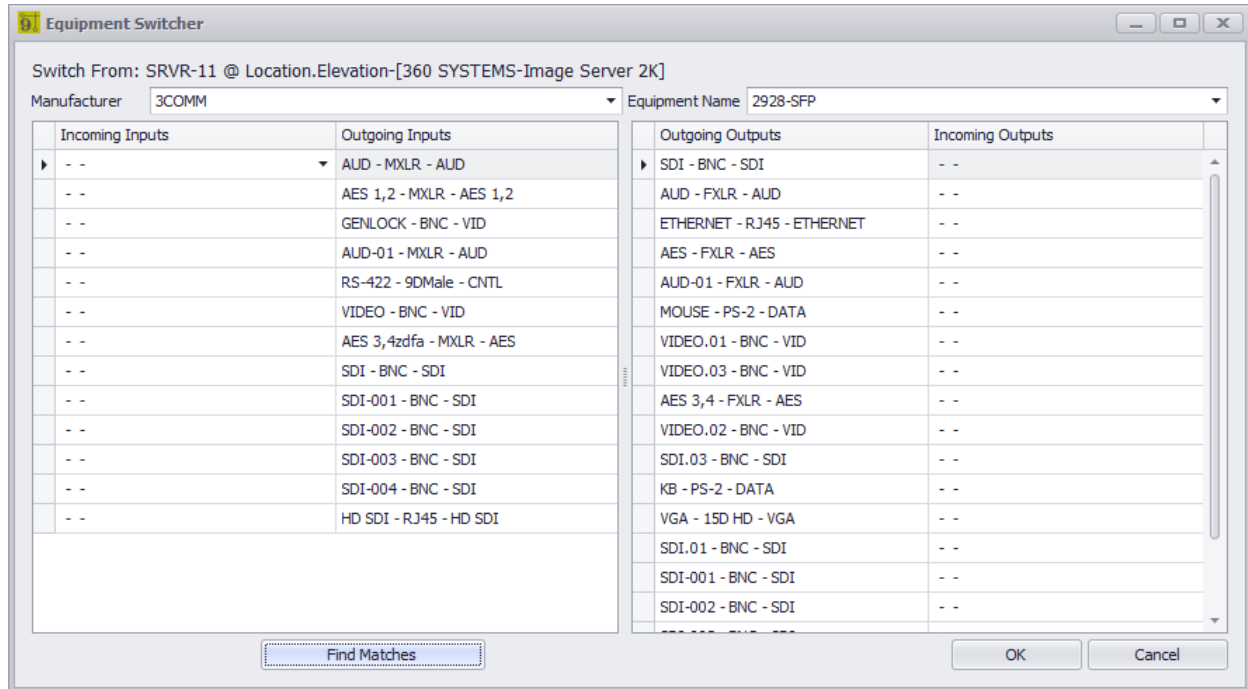 Equipment Switcher
Switch From: SRVR-11 @ Location.Elevation-[360 SYSTEMS-Image Server 2K]
Manufacturer 3COMM Equipment Name 2928-SFP
Incoming Inputs Outgoing Inputs Outgoing Outputs Incoming Outputs
- - AUD - MXLR - AUD SDI - BNC - SDI - -
- - AES 1,2 - MXLR - AES 1,2 AUD - FXLR - AUD - -
- - GENLOCK - BNC - VID ETHERNET - RJ45 - ETHERNET - -
- - AUD-01 - MXLR - AUD AES - FXLR - AES - -
- - RS-422 - 9DMale - CNTL AUD-01 - FXLR - AUD - -
- - VIDEO - BNC - VID MOUSE - PS-2 - DATA - -
- - AES 3,4zdfa - MXLR - AES VIDEO.01 - BNC - VID - -
- - SDI - BNC - SDI VIDEO.03 - BNC - VID - -
- - SDI-001 - BNC - SDI AES 3,4 - FXLR - AES - -
- - SDI-002 - BNC - SDI VIDEO.02 - BNC - VID - -
- - SDI-003 - BNC - SDI SDI.03 - BNC - SDI - -
- - SDI-004 - BNC - SDI KB - PS-2 - DATA - -
- - HD SDI - RJ45 - HD SDI VGA - 15D HD - VGA - -
SDI.01 - BNC - SDI - -
SDI-001 - BNC - SDI - -
SDI-002 - BNC - SDI - -
Find Matches OK Cancel